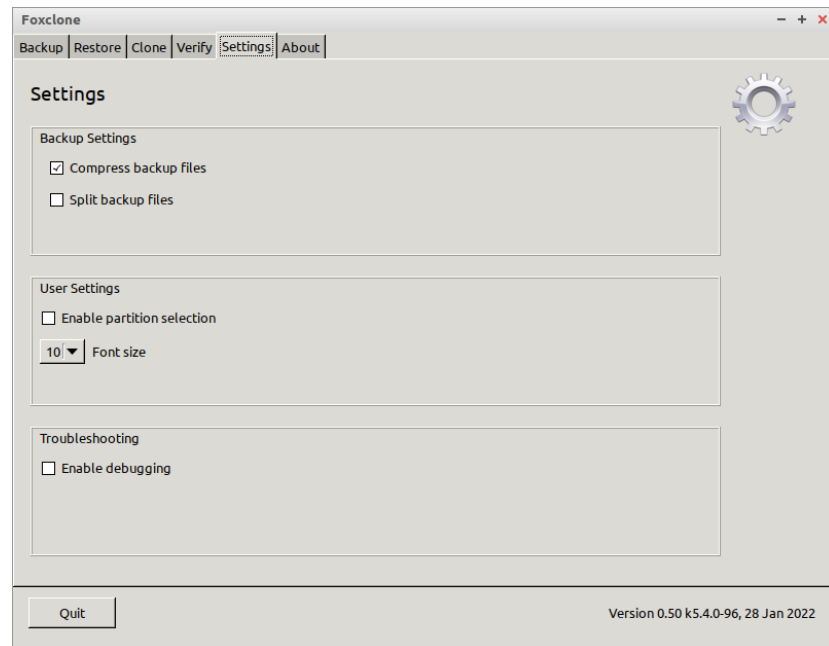 Foxclone
Backup Restore Clone Verify Settings About
Settings
Backup Settings
Compress backup files
Split backup files
User Settings
Enable partition selection
10 Font size
Troubleshooting
Enable debugging
Quit
Version 0.50 k5.4.0-96, 28 Jan 2022